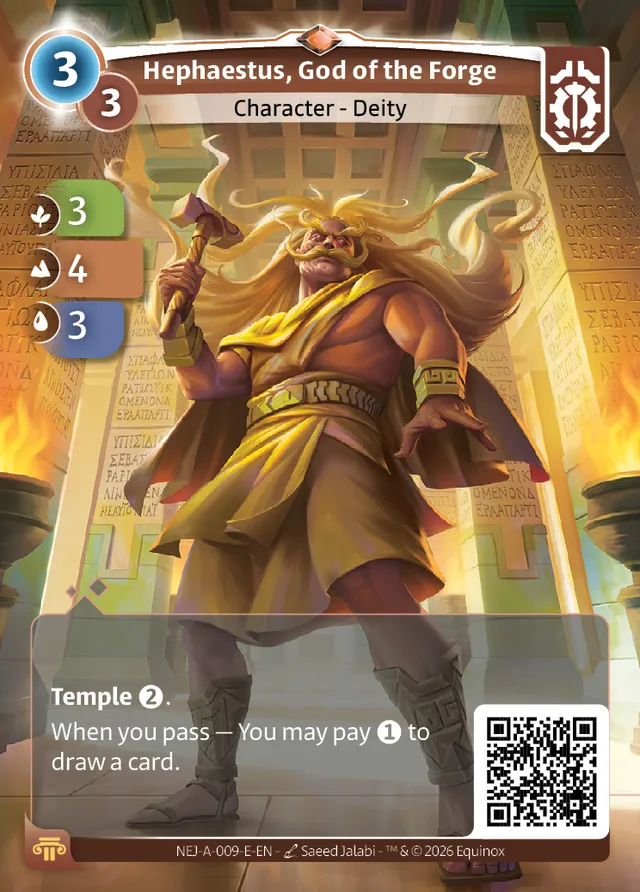 3
3
Hephaestus, God of the Forge
Character - Deity
3
4
3
Temple 2.
When you pass — You may pay 1 to
draw a card.
NEJ-A-009-E-EN - Saeed Jalabi - ™ & © 2026 Equinox